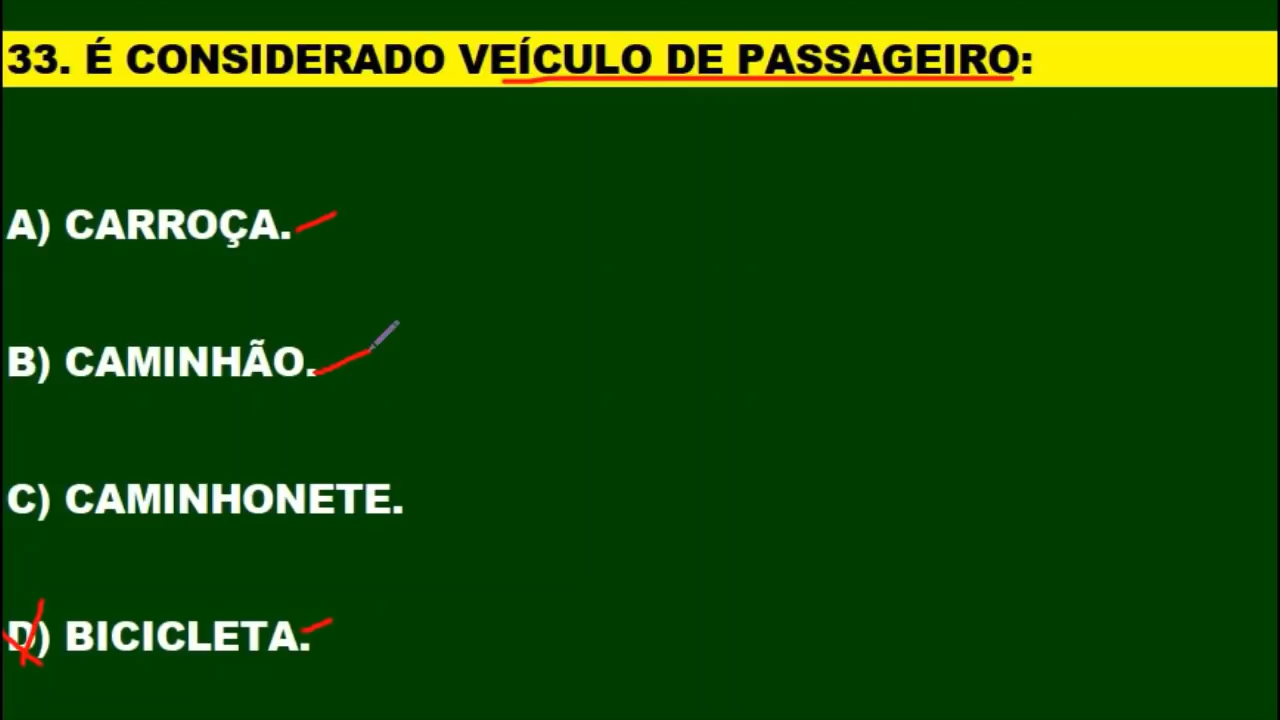 33. É CONSIDERADO VEÍCULO DE PASSAGEIRO:
A) CARROÇA.
B) CAMINHÃO.
C) CAMINHONETE.
D) BICICLETA.